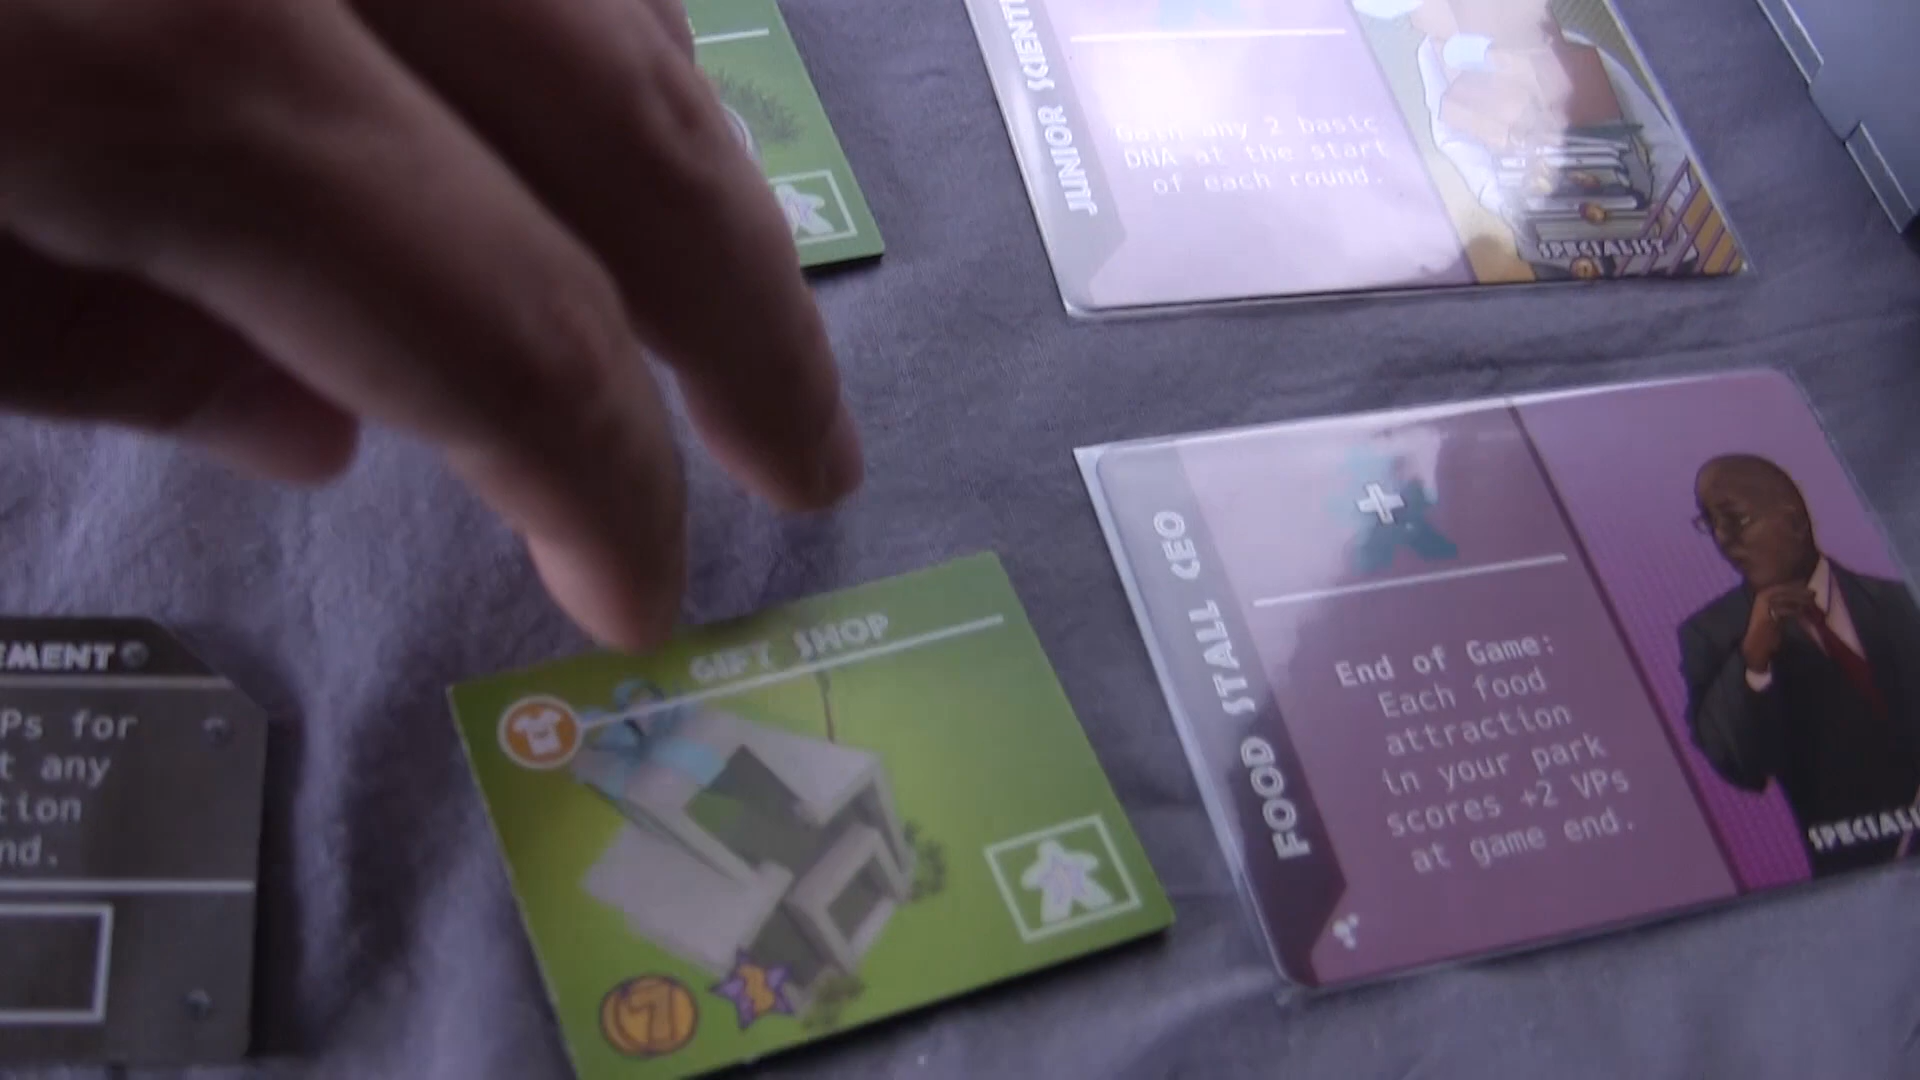 JUNIOR SCIENT
Gain any 2 basic
DNA at the start
of each round.
SPECIALIST
EMENT
Ps for
t any
tion
nd.
GIFT SHOP
7
3
FOOD STALL CEO
End of Game:
Each food
attraction
in your park
scores +2 VPs
at game end.
SPECIALI